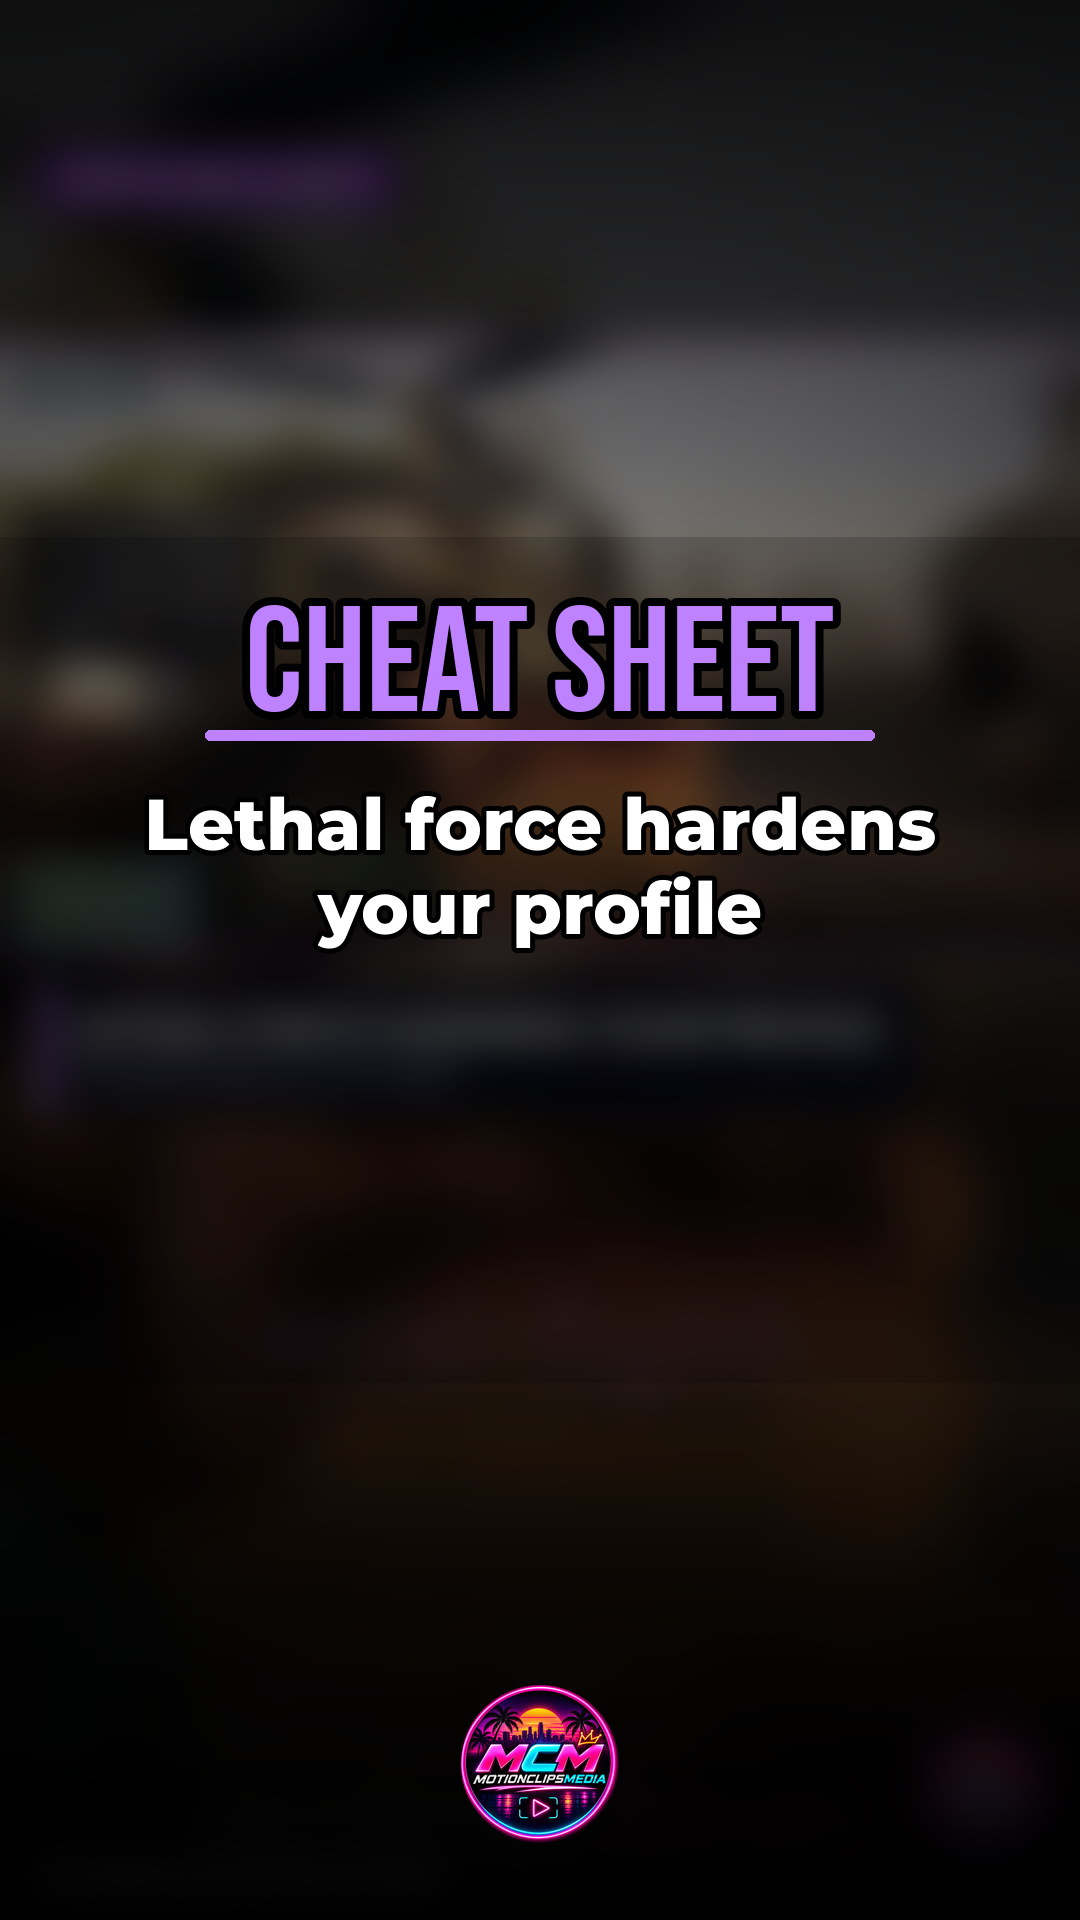 CHEAT SHEET
Lethal force hardens
your profile
MCM
MOTIONCLIPSMEDIA